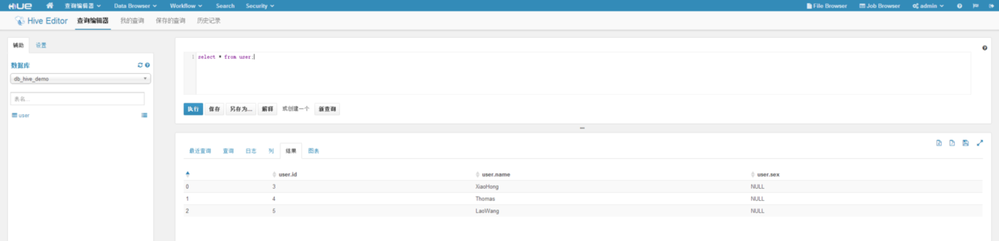 HUE 查询编辑器 Data Browser Workflow Search Security File Browser Job Browser admin
Hive Editor 查询编辑器 我的查询 保存的查询 历史记录
辅助 设置
数据库
db_hive_demo
表名...
user
1 select * from user;
执行 保存 另存为... 解释 或创建一个 新查询
最近查询 查询 日志 列 结果 图表
user.id user.name user.sex
0 3 XiaoHong NULL
1 4 Thomas NULL
2 5 LaoWang NULL